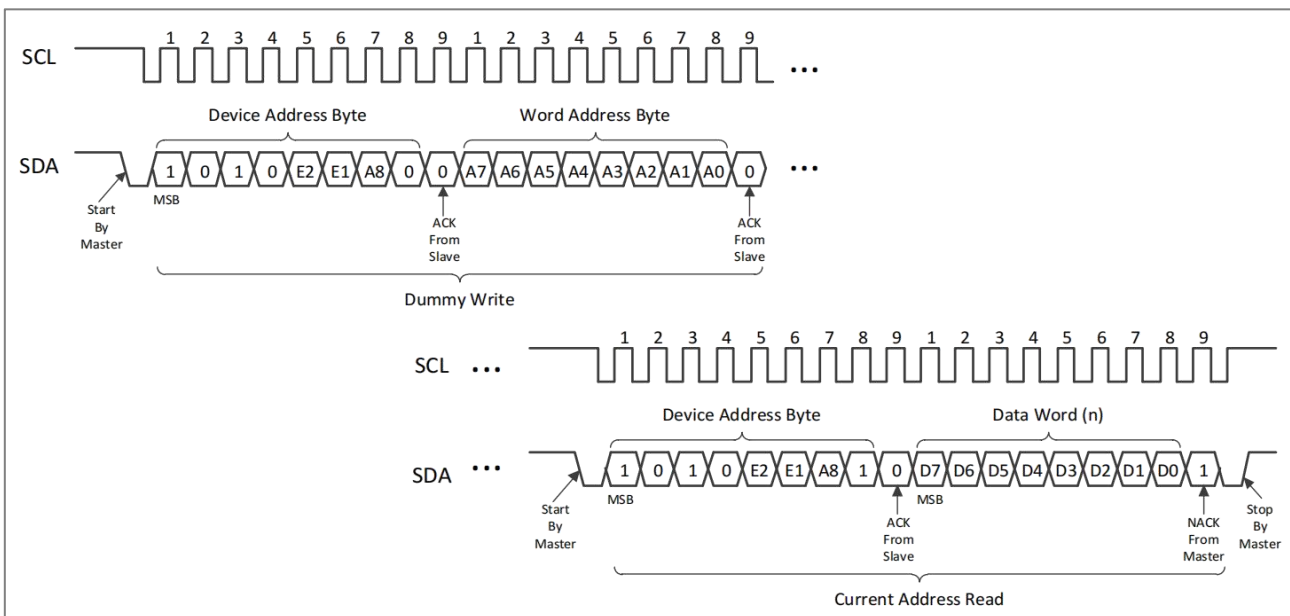 1 2 3 4 5 6 7 8 9 1 2 3 4 5 6 7 8 9
SCL ...
Device Address Byte Word Address Byte
SDA 1 0 1 0 E2 E1 A8 0 0 A7 A6 A5 A4 A3 A2 A1 A0 0 ...
MSB
Start By Master
ACK From Slave
ACK From Slave
Dummy Write
1 2 3 4 5 6 7 8 9 1 2 3 4 5 6 7 8 9
SCL ...
Device Address Byte Data Word (n)
SDA ... 1 0 1 0 E2 E1 A8 1 0 D7 D6 D5 D4 D3 D2 D1 D0 1
MSB MSB
Start By Master
ACK From Slave
NACK From Master
Stop By Master
Current Address Read